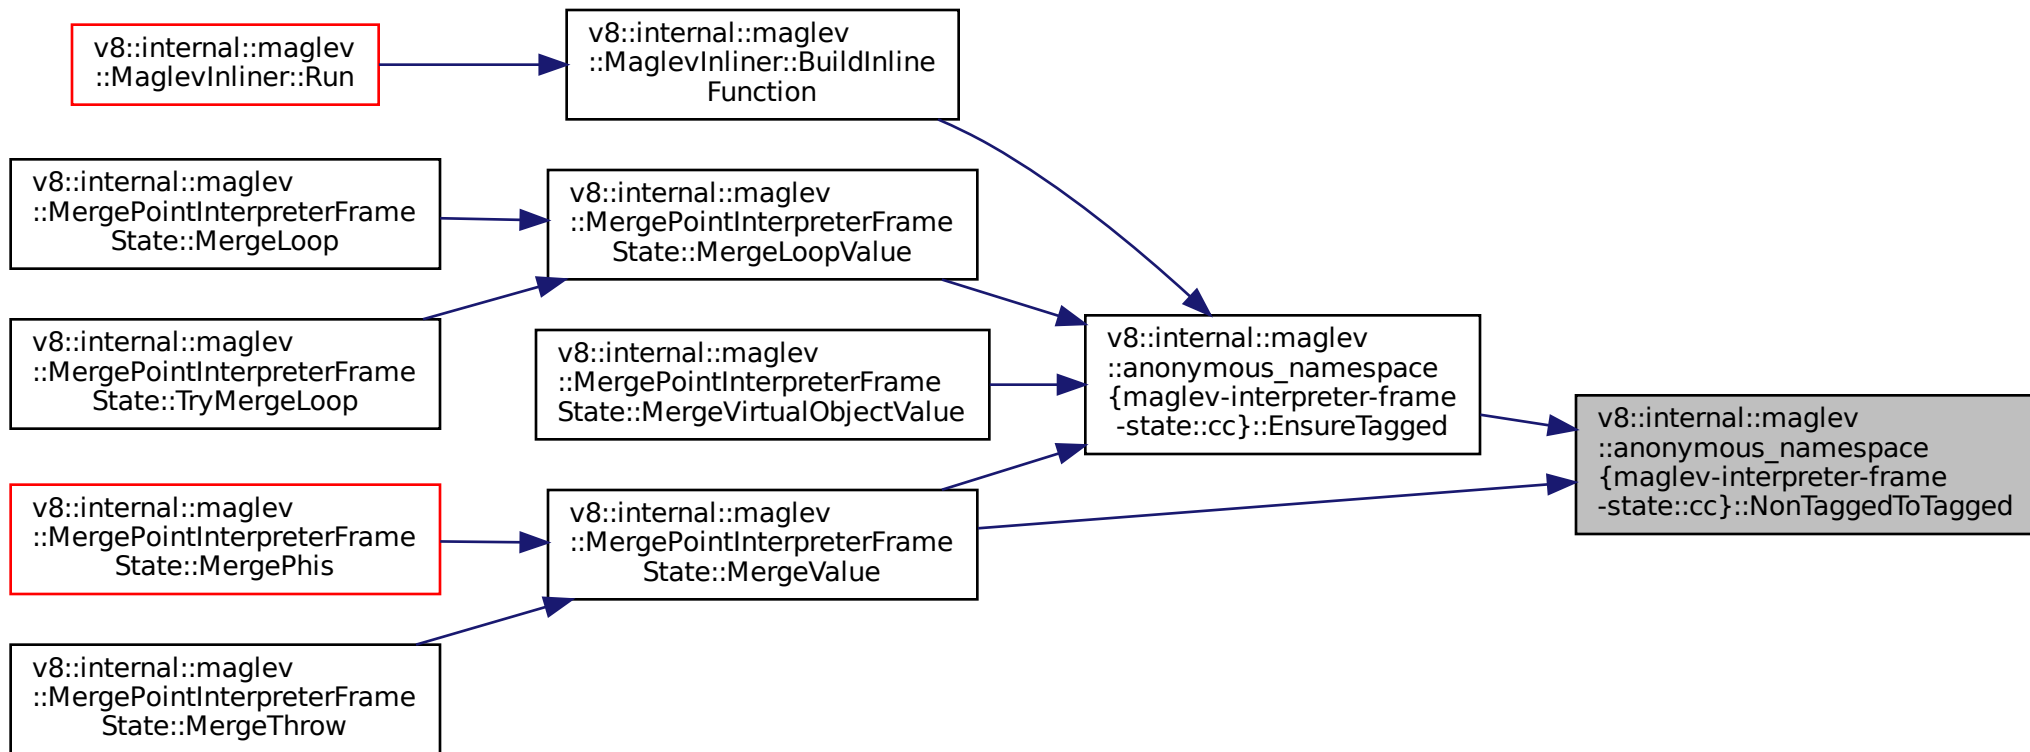 v8::internal::maglev
::MaglevInliner::Run
v8::internal::maglev
::MaglevInliner::BuildInline
Function
v8::internal::maglev
::MergePointInterpreterFrame
State::MergeLoop
v8::internal::maglev
::MergePointInterpreterFrame
State::MergeLoopValue
v8::internal::maglev
::MergePointInterpreterFrame
State::TryMergeLoop
v8::internal::maglev
::MergePointInterpreterFrame
State::MergeVirtualObjectValue
v8::internal::maglev
::anonymous_namespace
{maglev-interpreter-frame
-state::cc}::EnsureTagged
v8::internal::maglev
::anonymous_namespace
{maglev-interpreter-frame
-state::cc}::NonTaggedToTagged
v8::internal::maglev
::MergePointInterpreterFrame
State::MergePhis
v8::internal::maglev
::MergePointInterpreterFrame
State::MergeValue
v8::internal::maglev
::MergePointInterpreterFrame
State::MergeThrow